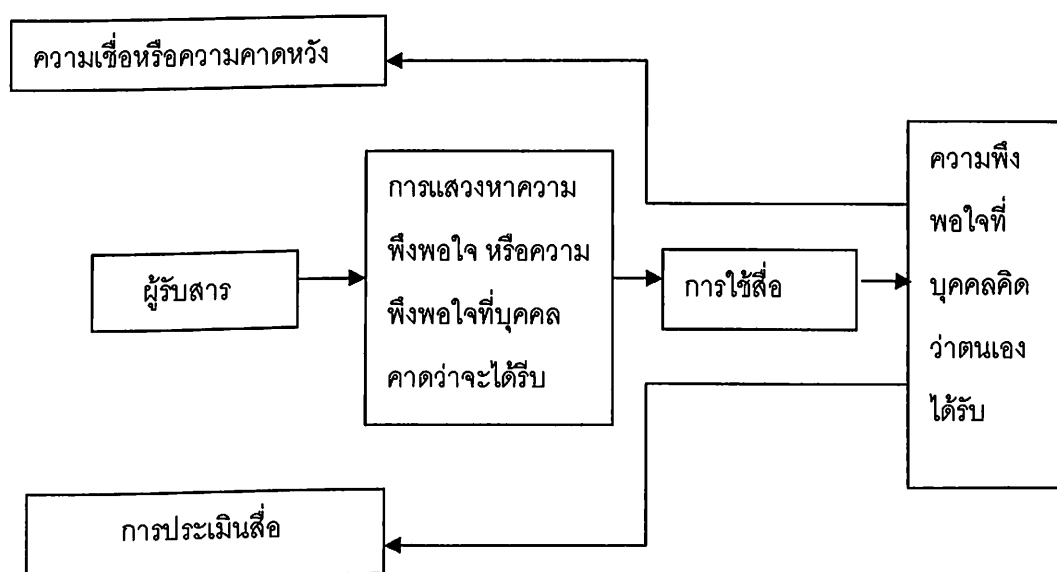 ความเชื่อหรือความคาดหวัง
ผู้รับสาร
การแสวงหาความ
พึงพอใจ หรือความ
พึงพอใจที่บุคคล
คาดว่าจะได้รีบ
การใช้สื่อ
ความพึง
พอใจที่
บุคคลคิด
ว่าตนเอง
ได้รับ
การประเมินสื่อ